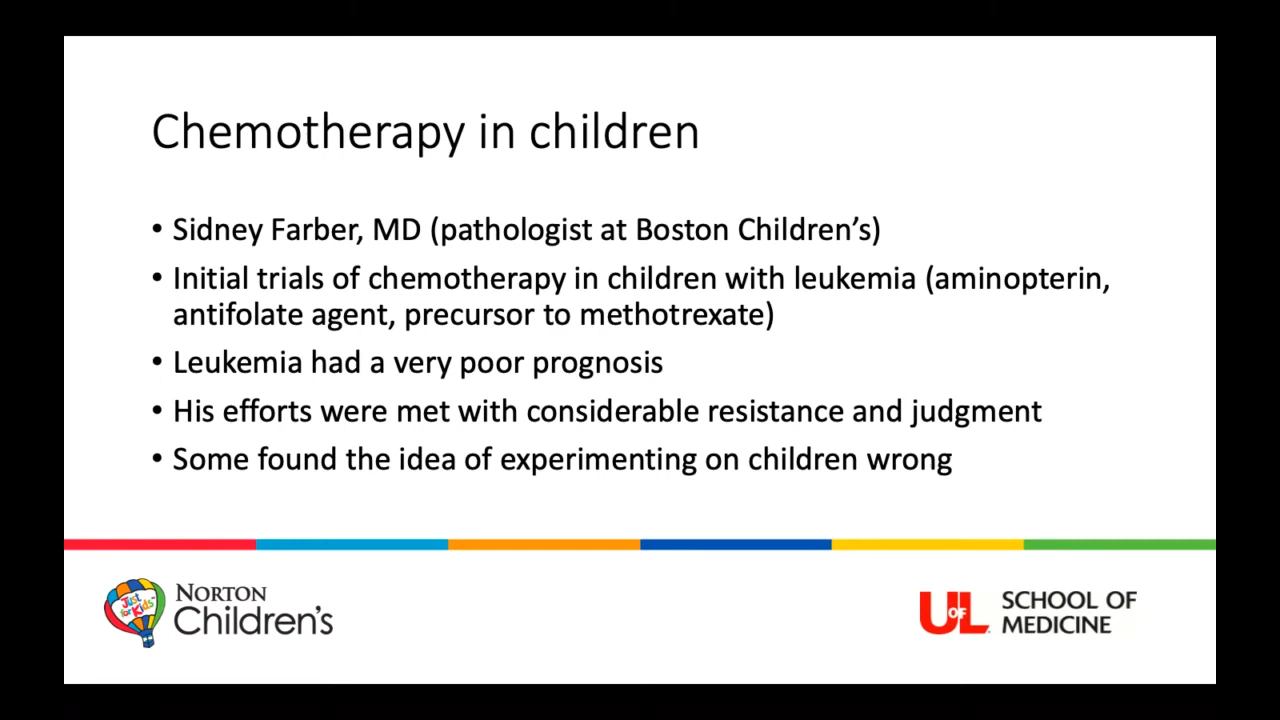 Chemotherapy in children
• Sidney Farber, MD (pathologist at Boston Children’s)
• Initial trials of chemotherapy in children with leukemia (aminopterin,
antifolate agent, precursor to methotrexate)
• Leukemia had a very poor prognosis
• His efforts were met with considerable resistance and judgment
• Some found the idea of experimenting on children wrong
Just
for Kids
NORTON
Children’s
UofL
SCHOOL OF
MEDICINE